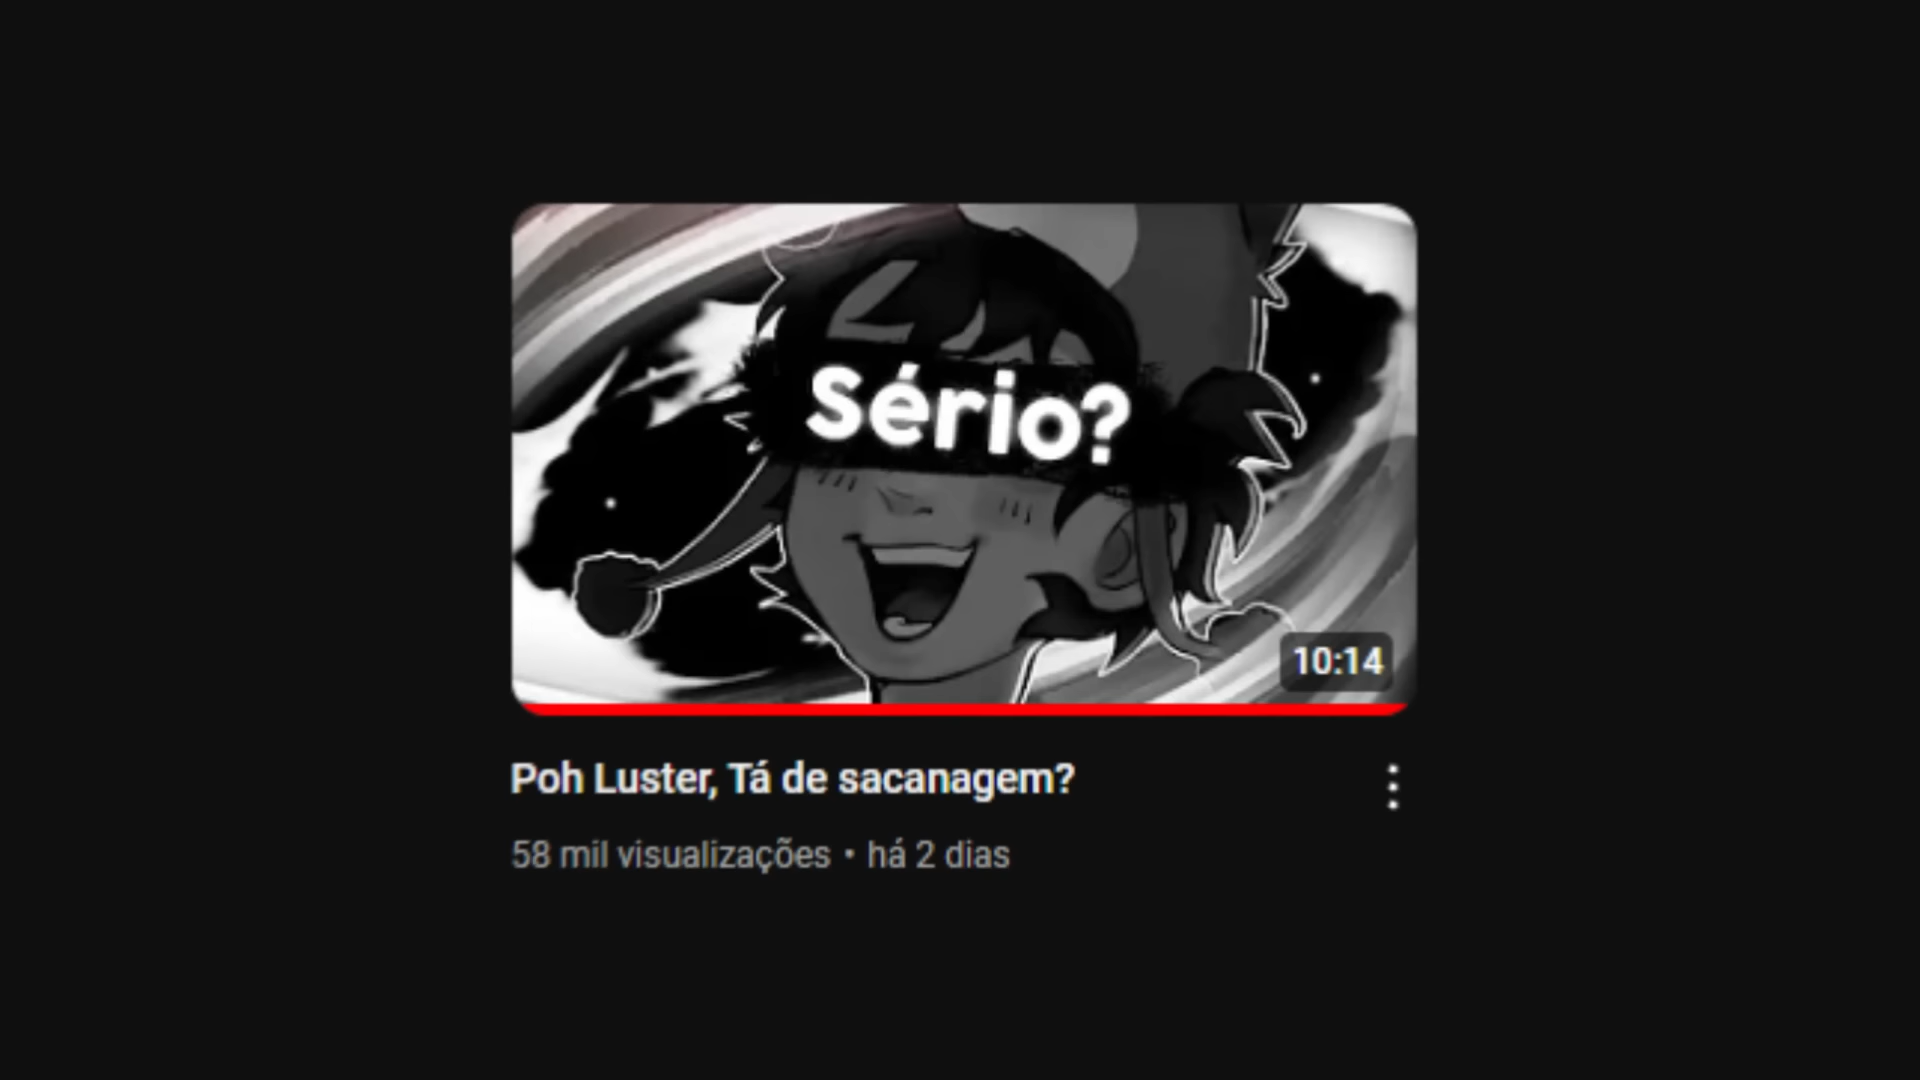 Sério?
10:14
Poh Luster, Tá de sacanagem?
58 mil visualizações • há 2 dias